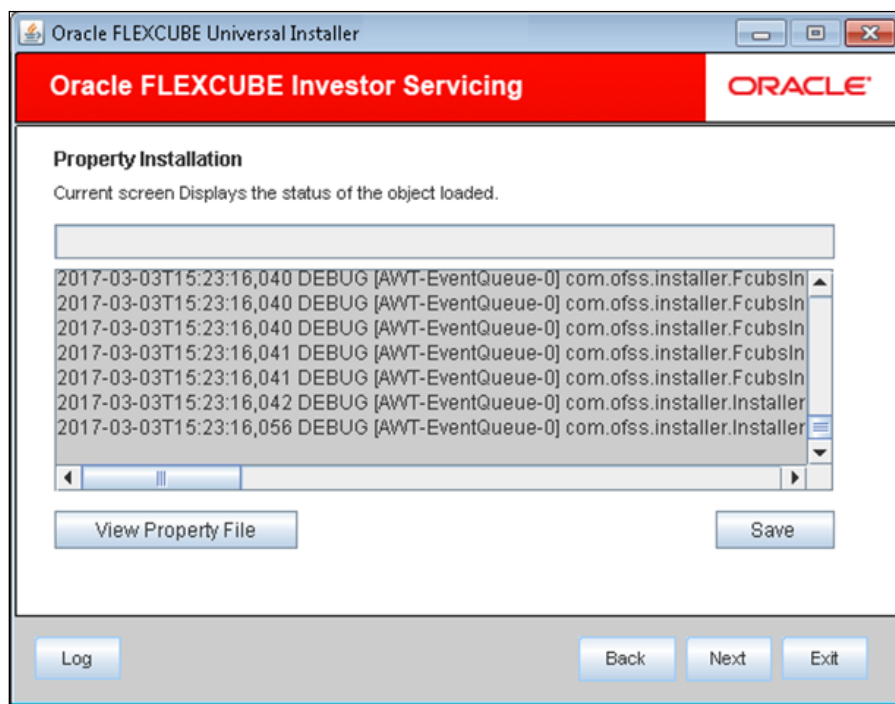 Oracle FLEXCUBE Universal Installer
Oracle FLEXCUBE Investor Servicing
ORACLE
Property Installation
Current screen Displays the status of the object loaded.
2017-03-03T15:23:16,040 DEBUG [AWT-EventQueue-0] com.ofss.installer.FcubsIn
2017-03-03T15:23:16,040 DEBUG [AWT-EventQueue-0] com.ofss.installer.FcubsIn
2017-03-03T15:23:16,040 DEBUG [AWT-EventQueue-0] com.ofss.installer.FcubsIn
2017-03-03T15:23:16,041 DEBUG [AWT-EventQueue-0] com.ofss.installer.FcubsIn
2017-03-03T15:23:16,041 DEBUG [AWT-EventQueue-0] com.ofss.installer.FcubsIn
2017-03-03T15:23:16,042 DEBUG [AWT-EventQueue-0] com.ofss.installer.Installer
2017-03-03T15:23:16,056 DEBUG [AWT-EventQueue-0] com.ofss.installer.Installer
View Property File
Save
Log
Back
Next
Exit